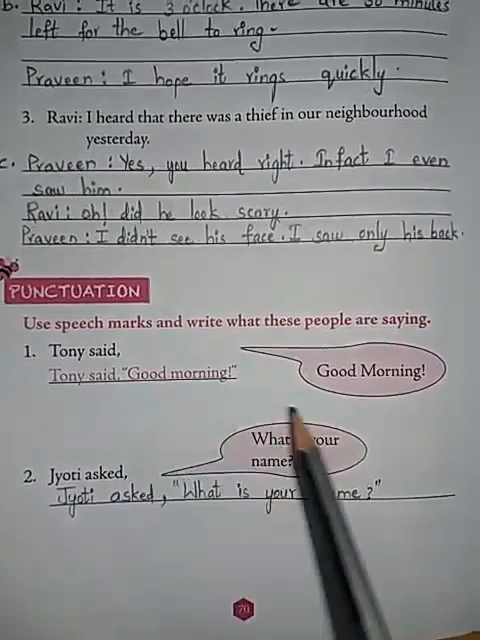 b. Ravi: It is 3 o'clock. There are 30 minutes
left for the bell to ring.
Praveen: I hope it rings quickly.
3. Ravi: I heard that there was a thief in our neighbourhood
yesterday.
c. Praveen: Yes, you heard right. Infact I even
saw him.
Ravi: oh! did he look scary.
Praveen: I didn't see his face. I saw only his back.
PUNCTUATION
Use speech marks and write what these people are saying.
1. Tony said,
Tony said, "Good morning!"
Good Morning!
What your
name?
2. Jyoti asked,
Jyoti asked, "What is your me?"
70